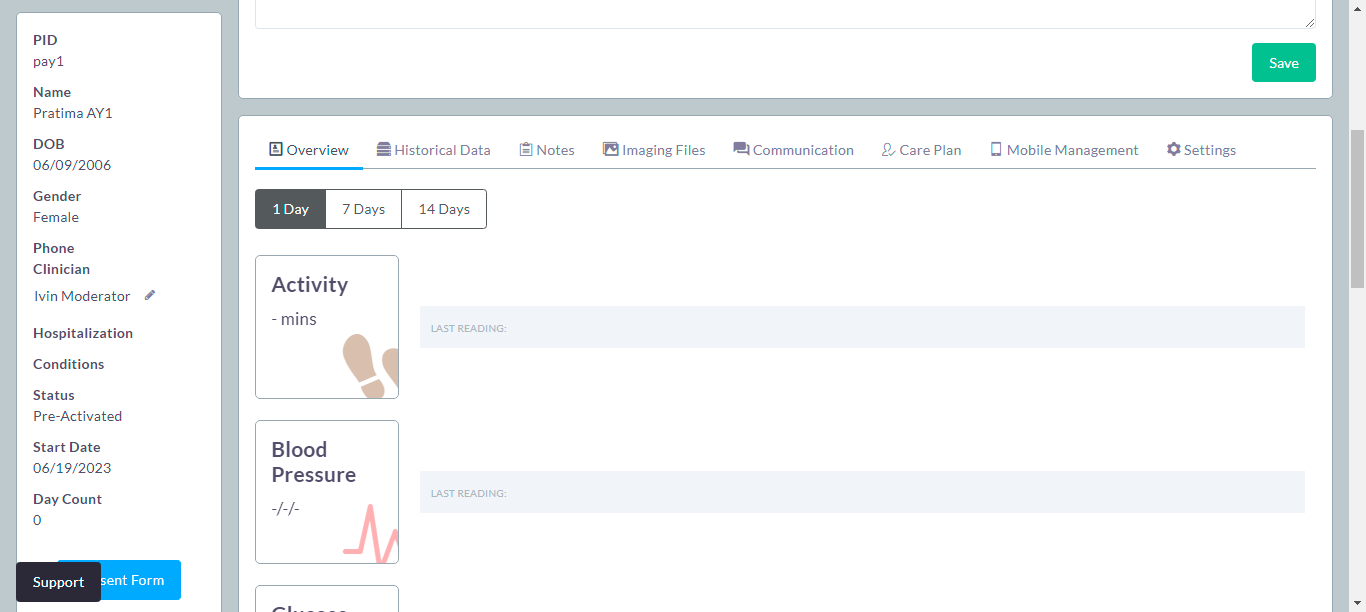 PID
pay1
Name
Pratima AY1
DOB
06/09/2006
Gender
Female
Phone
Clinician
Ivin Moderator
Hospitalization
Conditions
Status
Pre-Activated
Start Date
06/19/2023
Day Count
0
Support
sent Form
Save
Overview Historical Data Notes Imaging Files Communication Care Plan Mobile Management Settings
1 Day 7 Days 14 Days
Activity
- mins
LAST READING:
Blood
Pressure
-/-/-
LAST READING:
Glucose